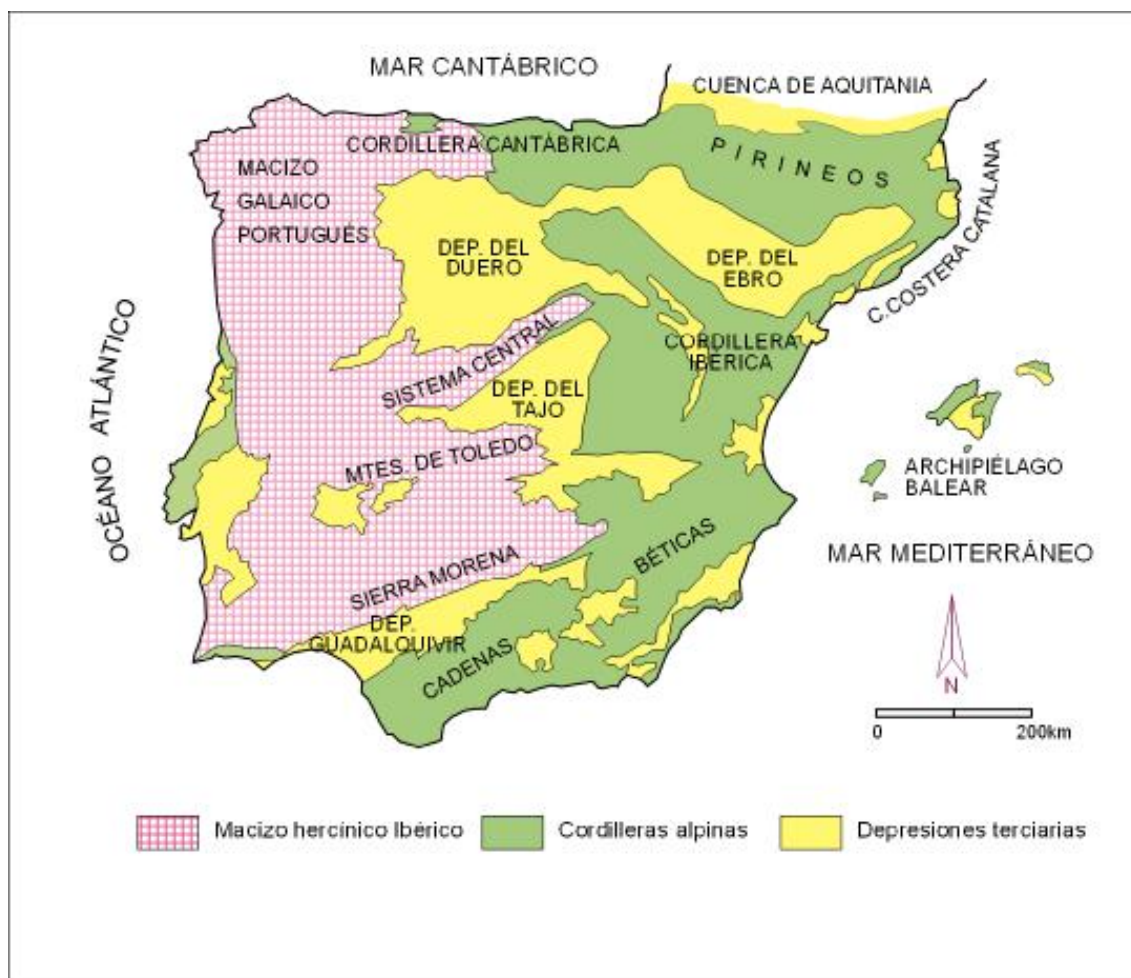 MAR CANTÁBRICO
CUENCA DE AQUITANIA
CORDILLERA CANTÁBRICA
PIRINEOS
MACIZO
GALAICO
PORTUGUÉS
C.COSTERA CATALANA
DEP. DEL
DUERO
DEP. DEL
EBRO
OCÉANO ATLÁNTICO
SISTEMA CENTRAL
CORDILLERA
IBÉRICA
DEP. DEL
TAJO
MTES. DE TOLEDO
ARCHIPIÉLAGO
BALEAR
MAR MEDITERRÁNEO
SIERRA MORENA
CADENAS BÉTICAS
DEP.
GUADALQUIVIR
N
0 200km
Macizo hercínico Ibérico
Cordilleras alpinas
Depresiones terciarias